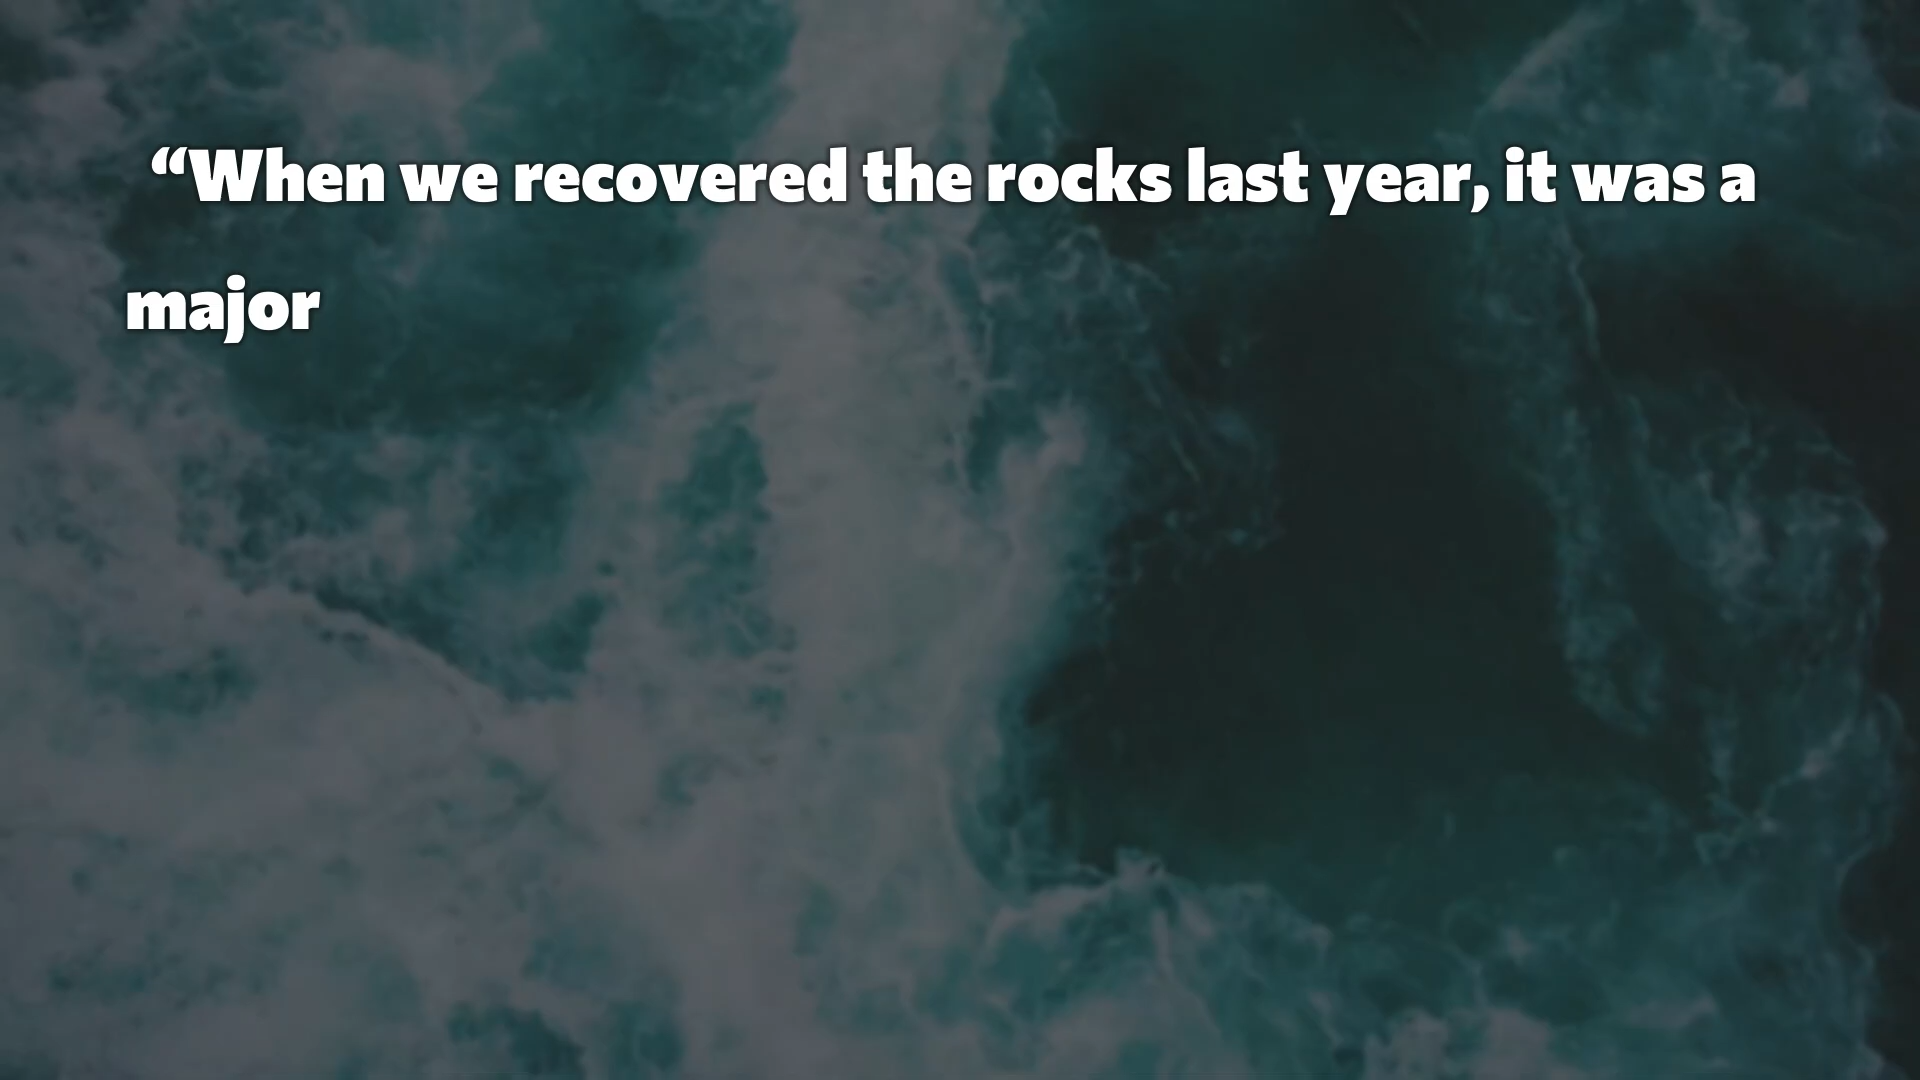 “When we recovered the rocks last year, it was a
major